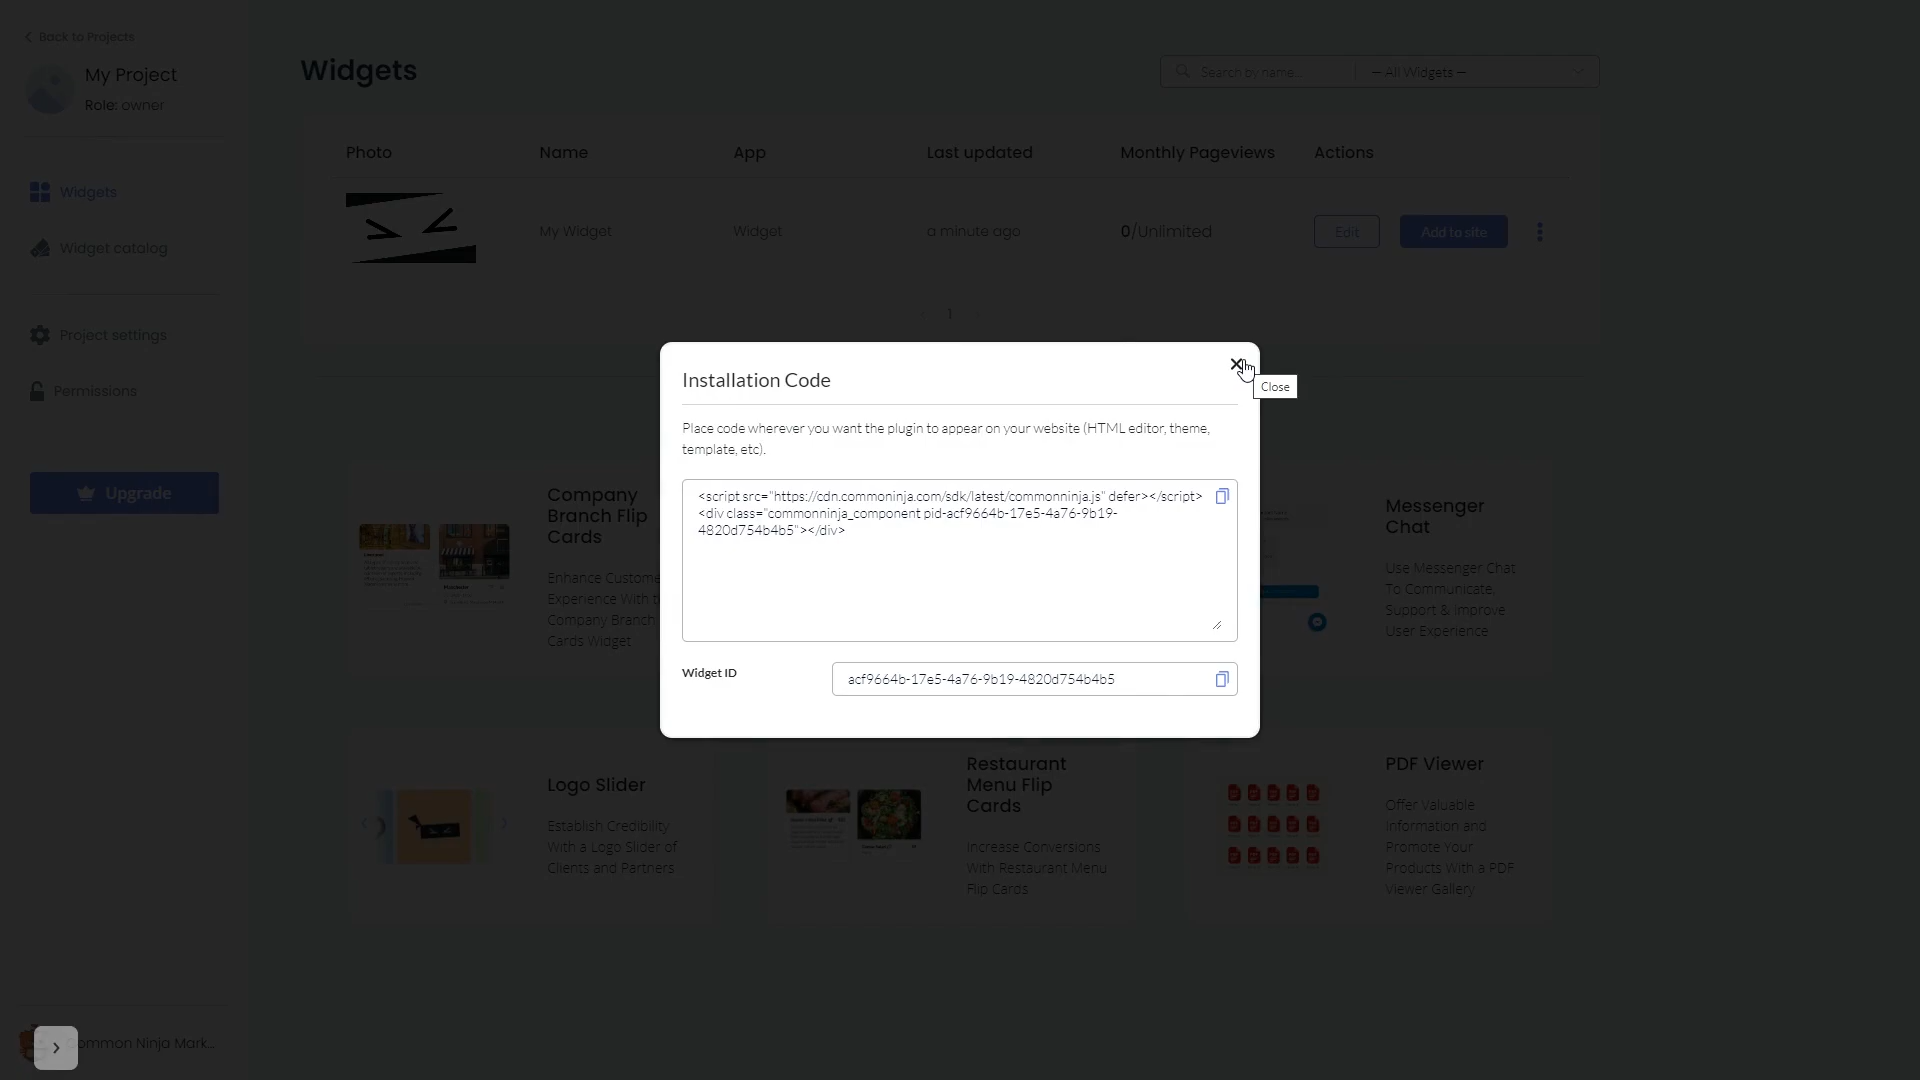 Back to Projects
My Project
Role: owner
Widgets
Widget catalog
Project settings
Permissions
Upgrade
Common Ninja Mark...
Widgets
Search by name...
— All Widgets —
Photo
Name
App
Last updated
Monthly Pageviews
Actions
My Widget
Widget
a minute ago
0/Unlimited
Edit
Add to site
1
Installation Code
Close
Place code wherever you want the plugin to appear on your website (HTML editor, theme,
template, etc).
<script src="https://cdn.commoninja.com/sdk/latest/commonninja.js" defer></script>
<div class="commonninja_component pid-acf9664b-17e5-4a76-9b19-
4820d754b4b5"></div>
Widget ID
acf9664b-17e5-4a76-9b19-4820d754b4b5
Company
Branch Flip
Cards
Enhance Custome
Experience With t
Company Branch
Cards Widget
Messenger
Chat
Use Messenger Chat
To Communicate,
Support & Improve
User Experience
Logo Slider
Establish Credibility
With a Logo Slider of
Clients and Partners
Restaurant
Menu Flip
Cards
Increase Conversions
With Restaurant Menu
Flip Cards
PDF Viewer
Offer Valuable
Information and
Promote Your
Products With a PDF
Viewer Gallery